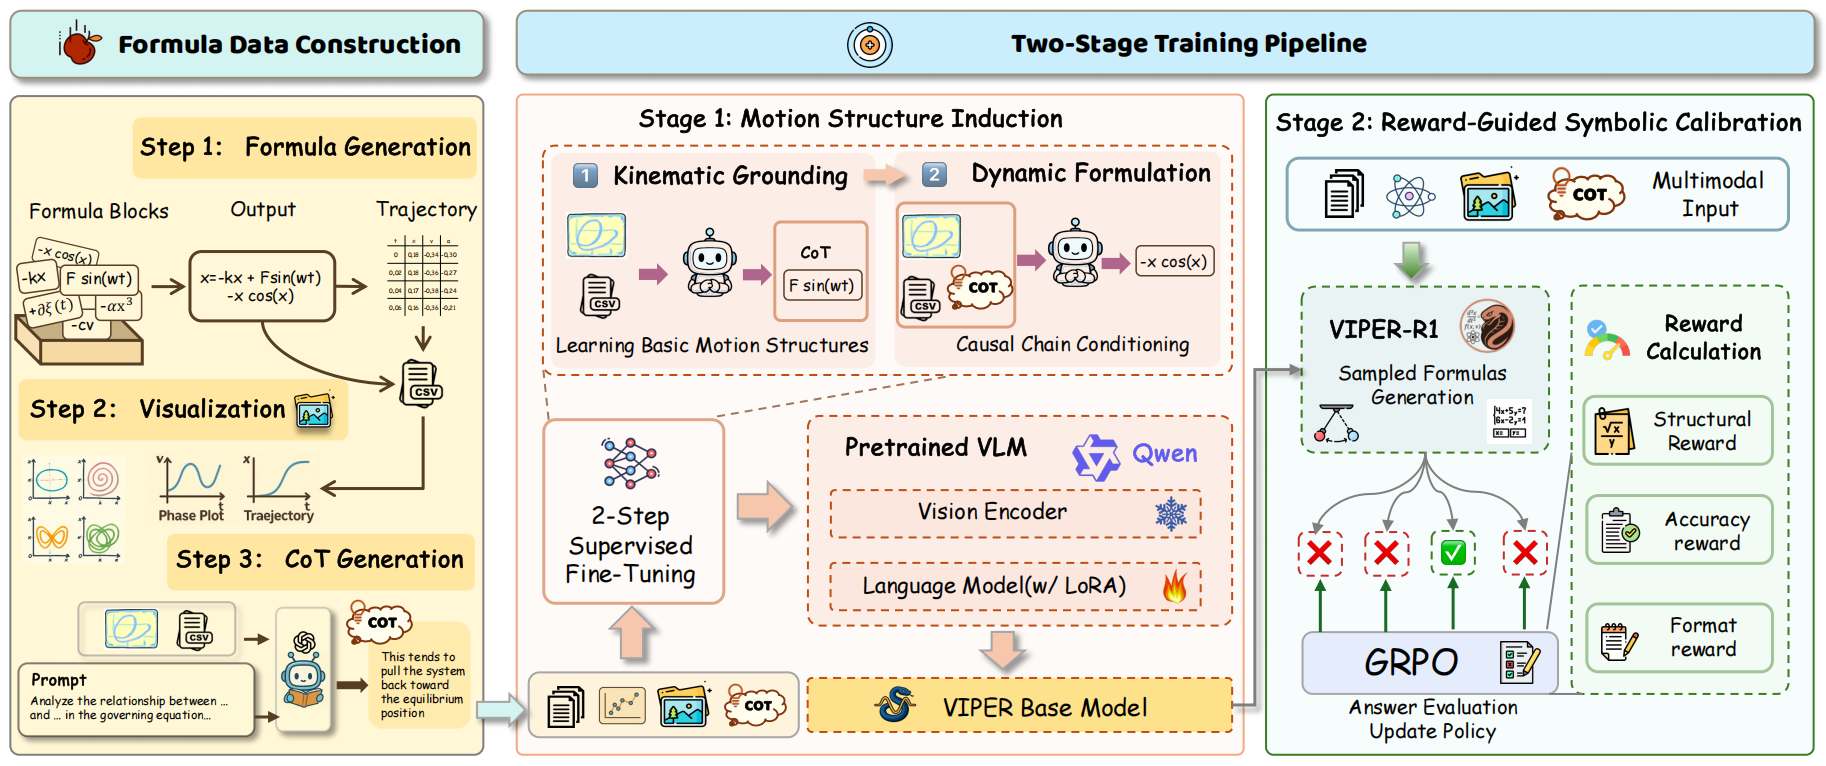 Formula Data Construction
Two-Stage Training Pipeline
Step 1: Formula Generation
Formula Blocks
Output
Trajectory
-x cos(x)
-kx
F sin(wt)
+∂ξ(t)
-αx³
-cv
x=-kx + Fsin(wt)
-x cos(x)
t x v a
0 0,18 -0,34 -0,30
0,02 0,18 -0,36 -0,27
0,04 0,17 -0,38 -0,24
0,06 0,16 -0,36 -0,21
CSV
Step 2: Visualization
v
t
Phase Plot
x
t
Traejectory
Step 3: CoT Generation
CSV
COT
Prompt
Analyze the relationship between ...
and ... in the governing equation...
This tends to
pull the system
back toward
the equilibrium
position
Stage 1: Motion Structure Induction
1 Kinematic Grounding
2 Dynamic Formulation
CSV
CoT
F sin(wt)
Learning Basic Motion Structures
CSV
COT
-x cos(x)
Causal Chain Conditioning
2-Step
Supervised
Fine-Tuning
Pretrained VLM
Qwen
Vision Encoder
Language Model(w/ LoRA)
COT
VIPER Base Model
Stage 2: Reward-Guided Symbolic Calibration
COT
Multimodal
Input
VIPER-R1
Sampled Formulas
Generation
4x+5y=7
6x-2y=1
X= Y=
GRPO
Answer Evaluation
Update Policy
Reward
Calculation
√x
y
Structural
Reward
Accuracy
reward
Format
reward